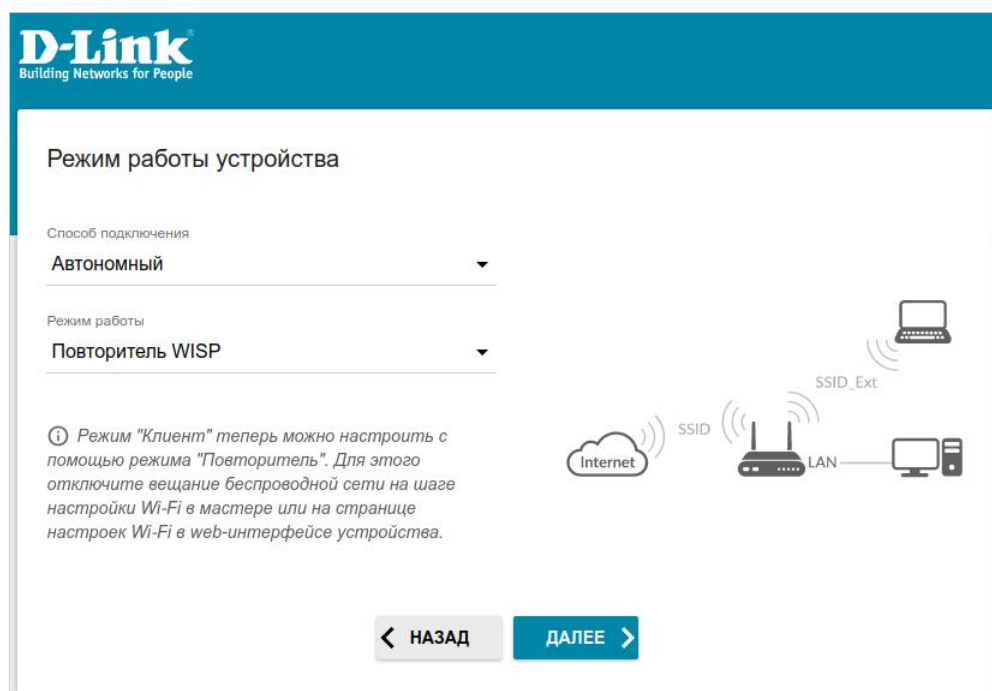 D-Link
Building Networks for People
Режим работы устройства
Способ подключения
Автономный
Режим работы
Повторитель WISP
Режим "Клиент" теперь можно настроить с
помощью режима "Повторитель". Для этого
отключите вещание беспроводной сети на шаге
настройки Wi-Fi в мастере или на странице
настроек Wi-Fi в web-интерфейсе устройства.
SSID_Ext
SSID
Internet
LAN
НАЗАД
ДАЛЕЕ